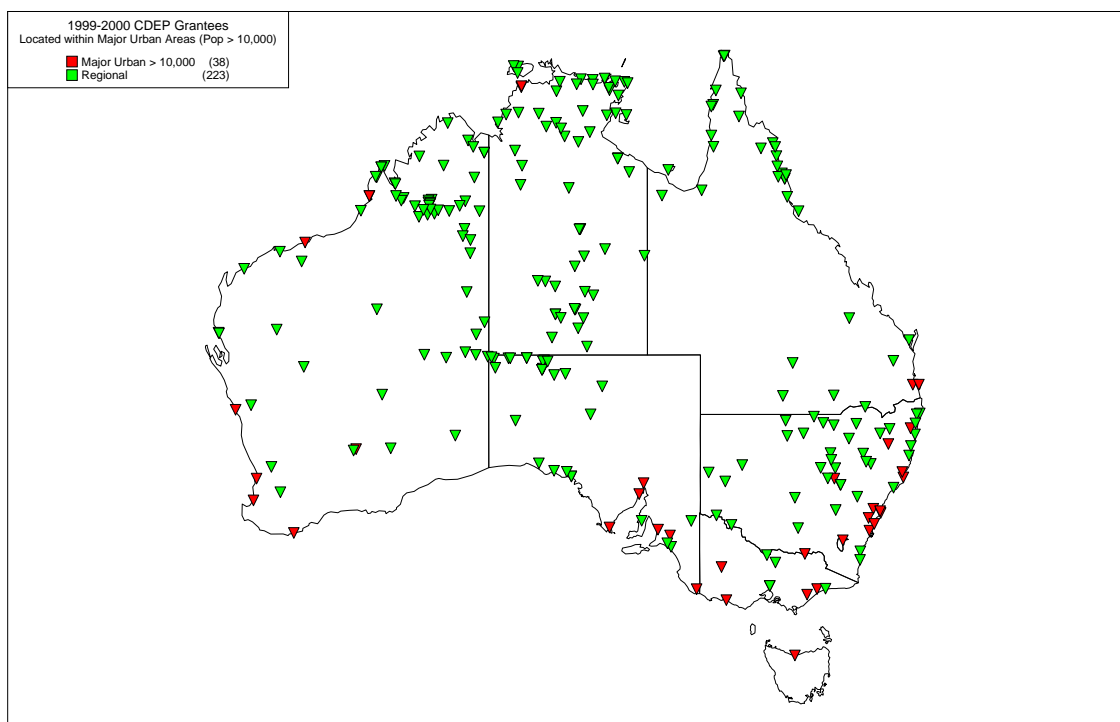 1999-2000 CDEP Grantees
Located within Major Urban Areas (Pop > 10,000)
Major Urban > 10,000 (38)
Regional (223)